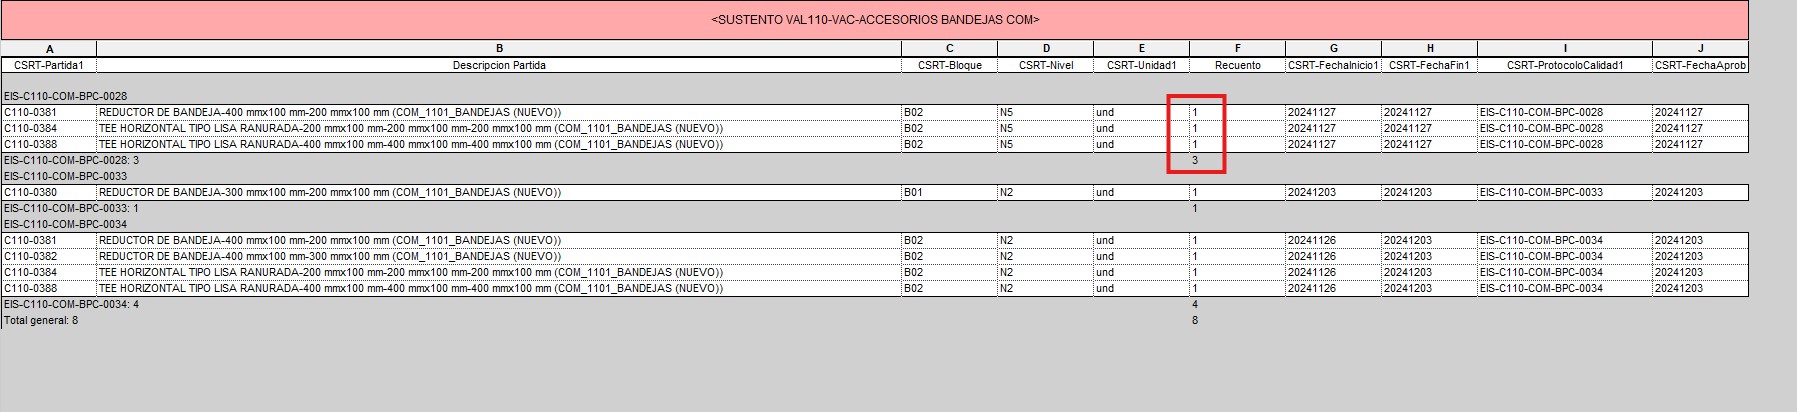 <SUSTENTO VAL110-VAC-ACCESORIOS BANDEJAS COM>
A B C D E F G H I J
CSRT-Partida1 Descripcion Partida CSRT-Bloque CSRT-Nivel CSRT-Unidad1 Recuento CSRT-FechaInicio1 CSRT-FechaFin1 CSRT-ProtocoloCalidad1 CSRT-FechaAprob
EIS-C110-COM-BPC-0028
C110-0381 REDUCTOR DE BANDEJA-400 mmx100 mm-200 mmx100 mm (COM_1101_BANDEJAS (NUEVO)) B02 N5 und 1 20241127 20241127 EIS-C110-COM-BPC-0028 20241127
C110-0384 TEE HORIZONTAL TIPO LISA RANURADA-200 mmx100 mm-200 mmx100 mm-200 mmx100 mm (COM_1101_BANDEJAS (NUEVO)) B02 N5 und 1 20241127 20241127 EIS-C110-COM-BPC-0028 20241127
C110-0388 TEE HORIZONTAL TIPO LISA RANURADA-400 mmx100 mm-400 mmx100 mm-400 mmx100 mm (COM_1101_BANDEJAS (NUEVO)) B02 N5 und 1 20241127 20241127 EIS-C110-COM-BPC-0028 20241127
EIS-C110-COM-BPC-0028: 3 3
EIS-C110-COM-BPC-0033
C110-0380 REDUCTOR DE BANDEJA-300 mmx100 mm-200 mmx100 mm (COM_1101_BANDEJAS (NUEVO)) B01 N2 und 1 20241203 20241203 EIS-C110-COM-BPC-0033 20241203
EIS-C110-COM-BPC-0033: 1 1
EIS-C110-COM-BPC-0034
C110-0381 REDUCTOR DE BANDEJA-400 mmx100 mm-200 mmx100 mm (COM_1101_BANDEJAS (NUEVO)) B02 N2 und 1 20241126 20241203 EIS-C110-COM-BPC-0034 20241203
C110-0382 REDUCTOR DE BANDEJA-400 mmx100 mm-300 mmx100 mm (COM_1101_BANDEJAS (NUEVO)) B02 N2 und 1 20241126 20241203 EIS-C110-COM-BPC-0034 20241203
C110-0384 TEE HORIZONTAL TIPO LISA RANURADA-200 mmx100 mm-200 mmx100 mm-200 mmx100 mm (COM_1101_BANDEJAS (NUEVO)) B02 N2 und 1 20241126 20241203 EIS-C110-COM-BPC-0034 20241203
C110-0388 TEE HORIZONTAL TIPO LISA RANURADA-400 mmx100 mm-400 mmx100 mm-400 mmx100 mm (COM_1101_BANDEJAS (NUEVO)) B02 N2 und 1 20241126 20241203 EIS-C110-COM-BPC-0034 20241203
EIS-C110-COM-BPC-0034: 4 4
Total general: 8 8